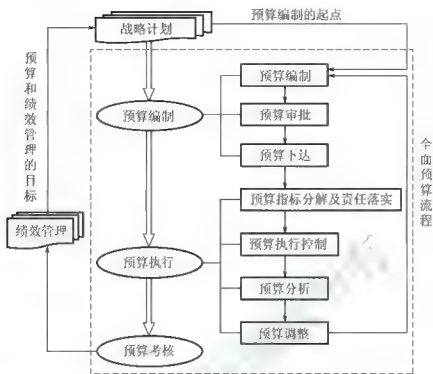 战略计划
预算编制的起点
预算和绩效管理的目标
预算编制
预算编制
预算审批
预算下达
全面预算流程
预算指标分解及责任落实
绩效管理
预算执行控制
预算执行
预算分析
预算调整
预算考核